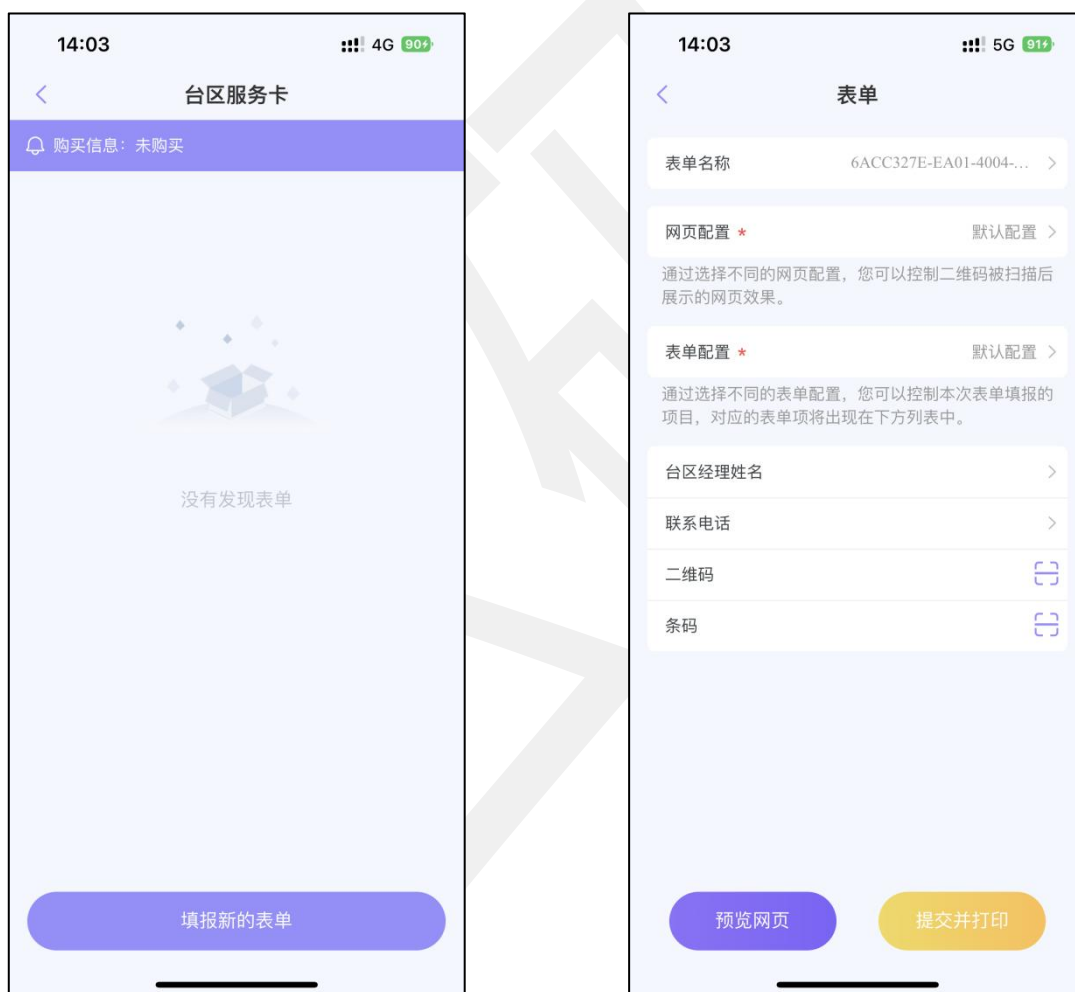 14:03
4G 90
台区服务卡
购买信息：未购买
没有发现表单
填报新的表单
14:03
5G 91
表单
表单名称 6ACC327E-EA01-4004-...
网页配置 * 默认配置
通过选择不同的网页配置，您可以控制二维码被扫描后
展示的网页效果。
表单配置 * 默认配置
通过选择不同的表单配置，您可以控制本次表单填报的
项目，对应的表单项将出现在下方列表中。
台区经理姓名
联系电话
二维码
条码
预览网页
提交并打印